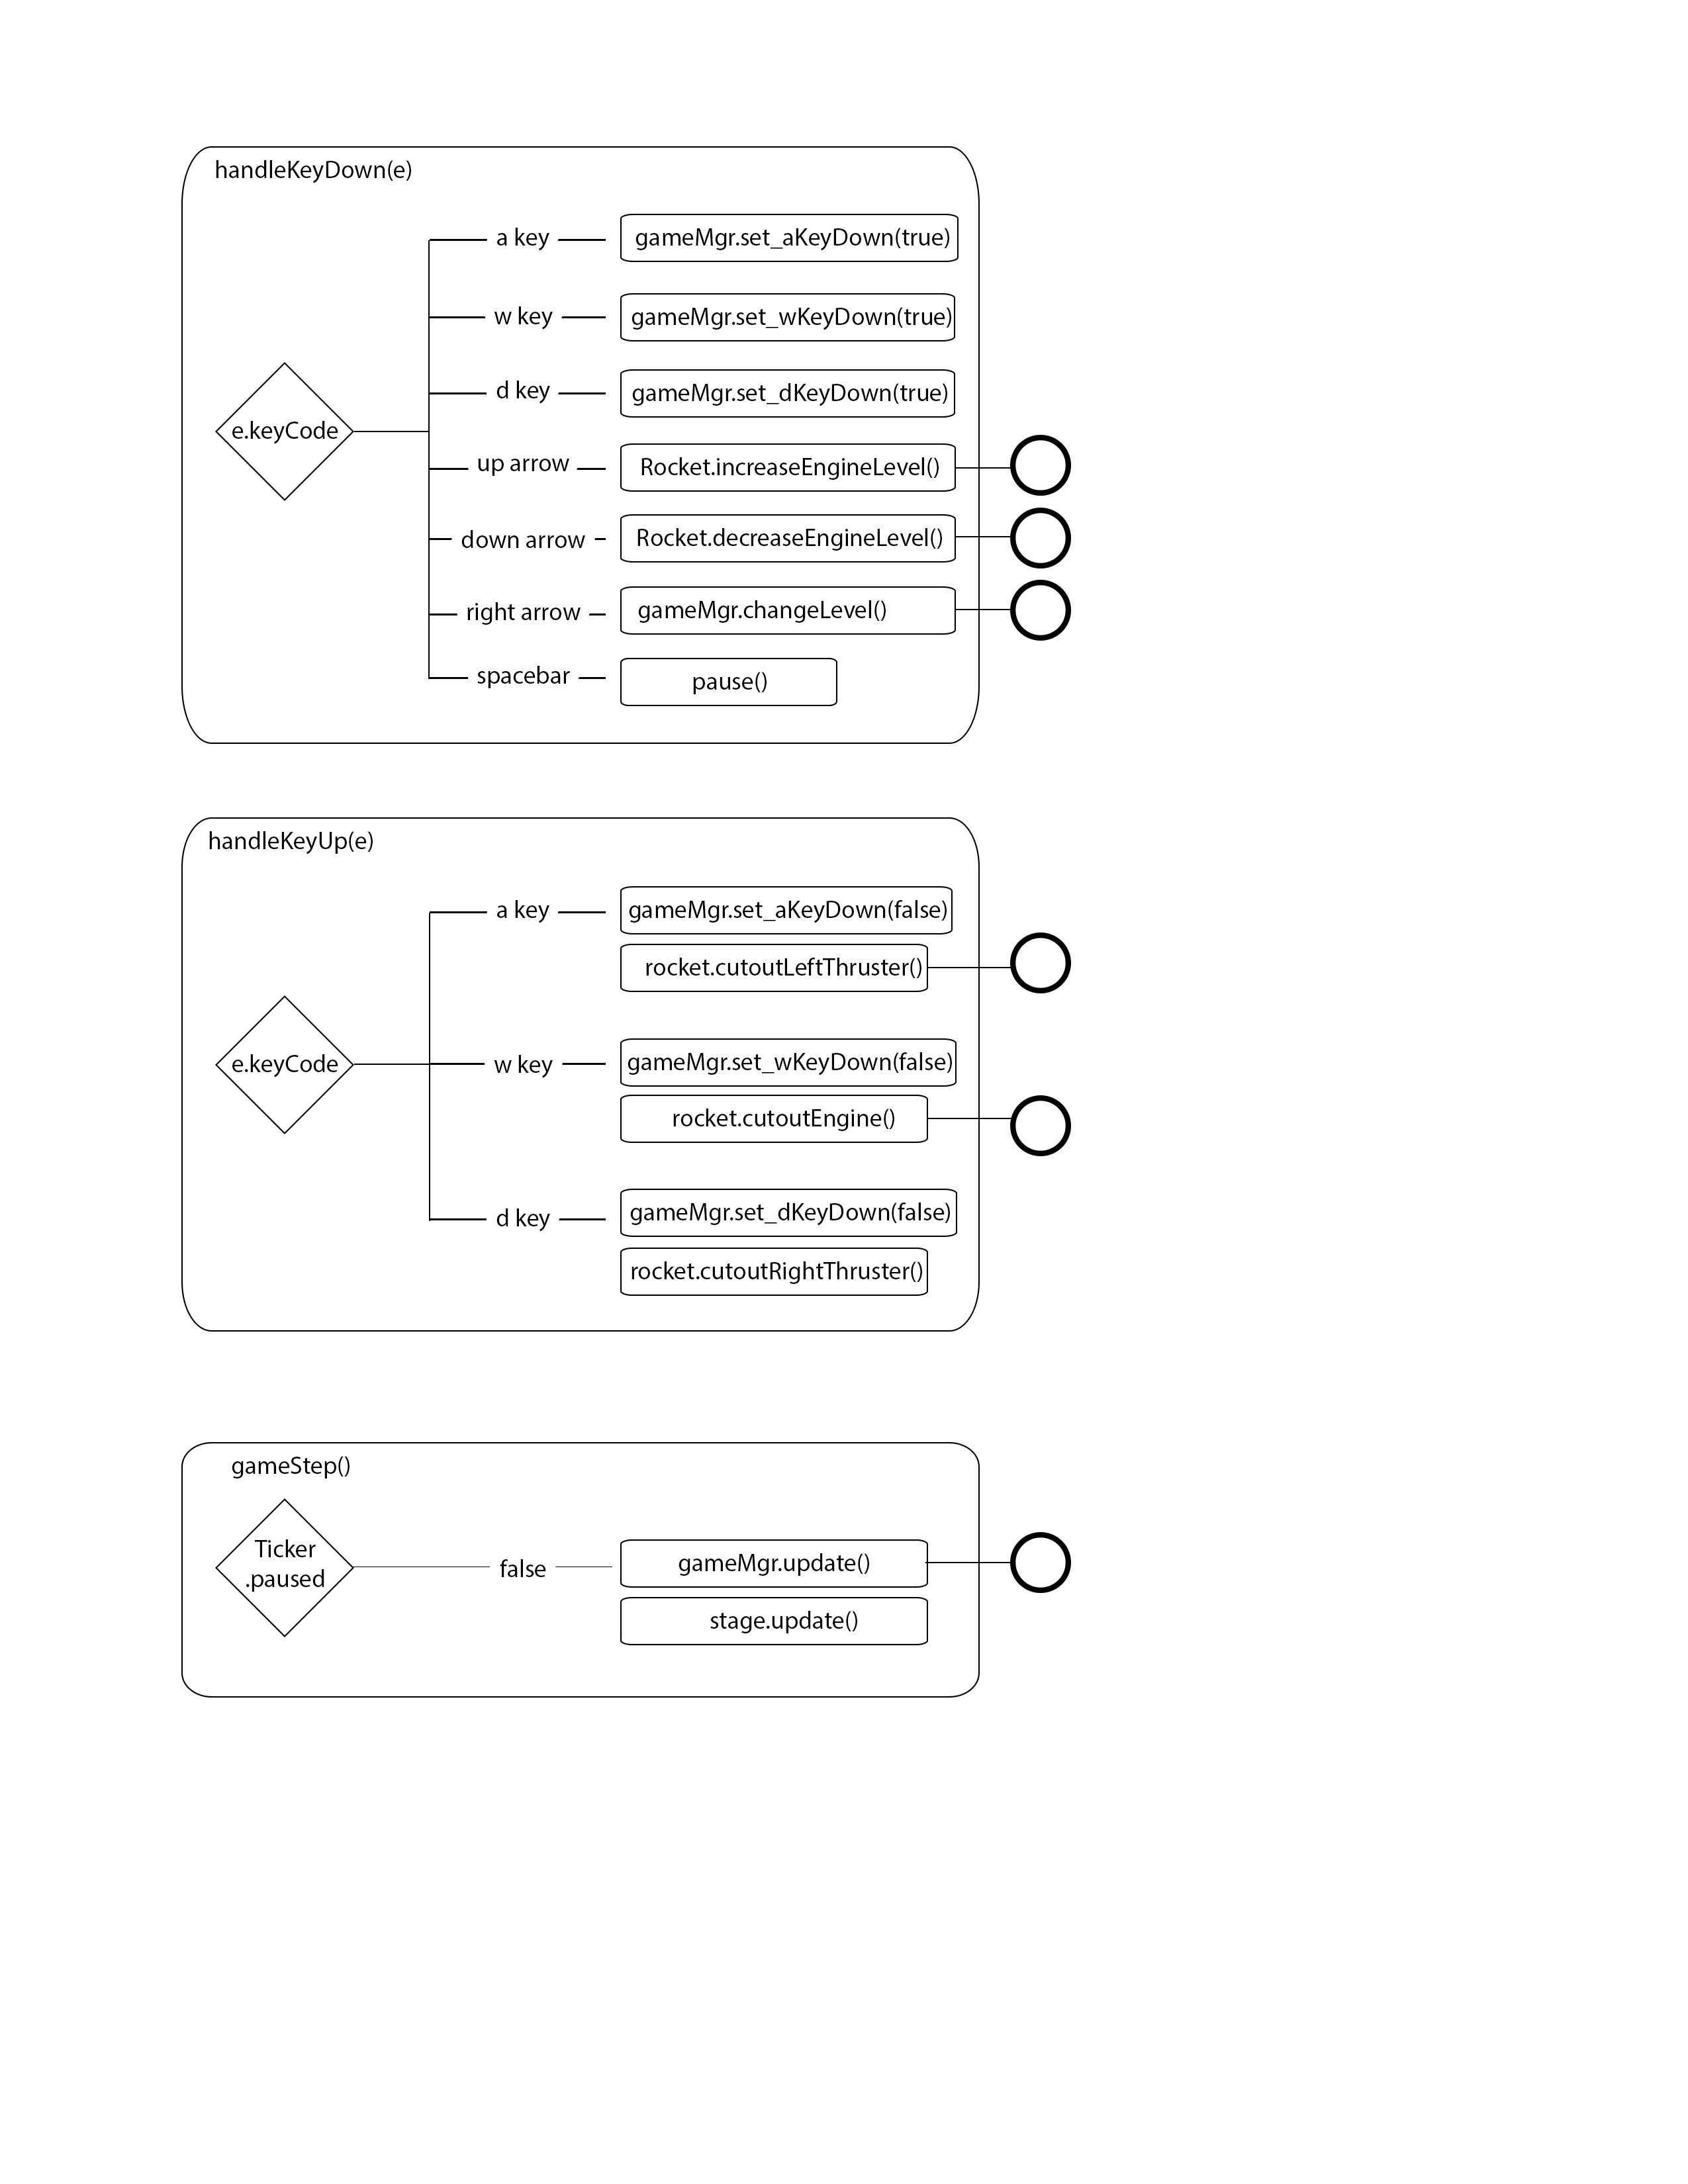 handleKeyDown(e)
a key
gameMgr.set_aKeyDown(true)
w key
gameMgr.set_wKeyDown(true)
d key
gameMgr.set_dKeyDown(true)
e.keyCode
up arrow
Rocket.increaseEngineLevel()
down arrow
Rocket.decreaseEngineLevel()
right arrow
gameMgr.changeLevel()
spacebar
pause()
handleKeyUp(e)
a key
gameMgr.set_aKeyDown(false)
rocket.cutoutLeftThruster()
e.keyCode
w key
gameMgr.set_wKeyDown(false)
rocket.cutoutEngine()
d key
gameMgr.set_dKeyDown(false)
rocket.cutoutRightThruster()
gameStep()
Ticker
.paused
false
gameMgr.update()
stage.update()